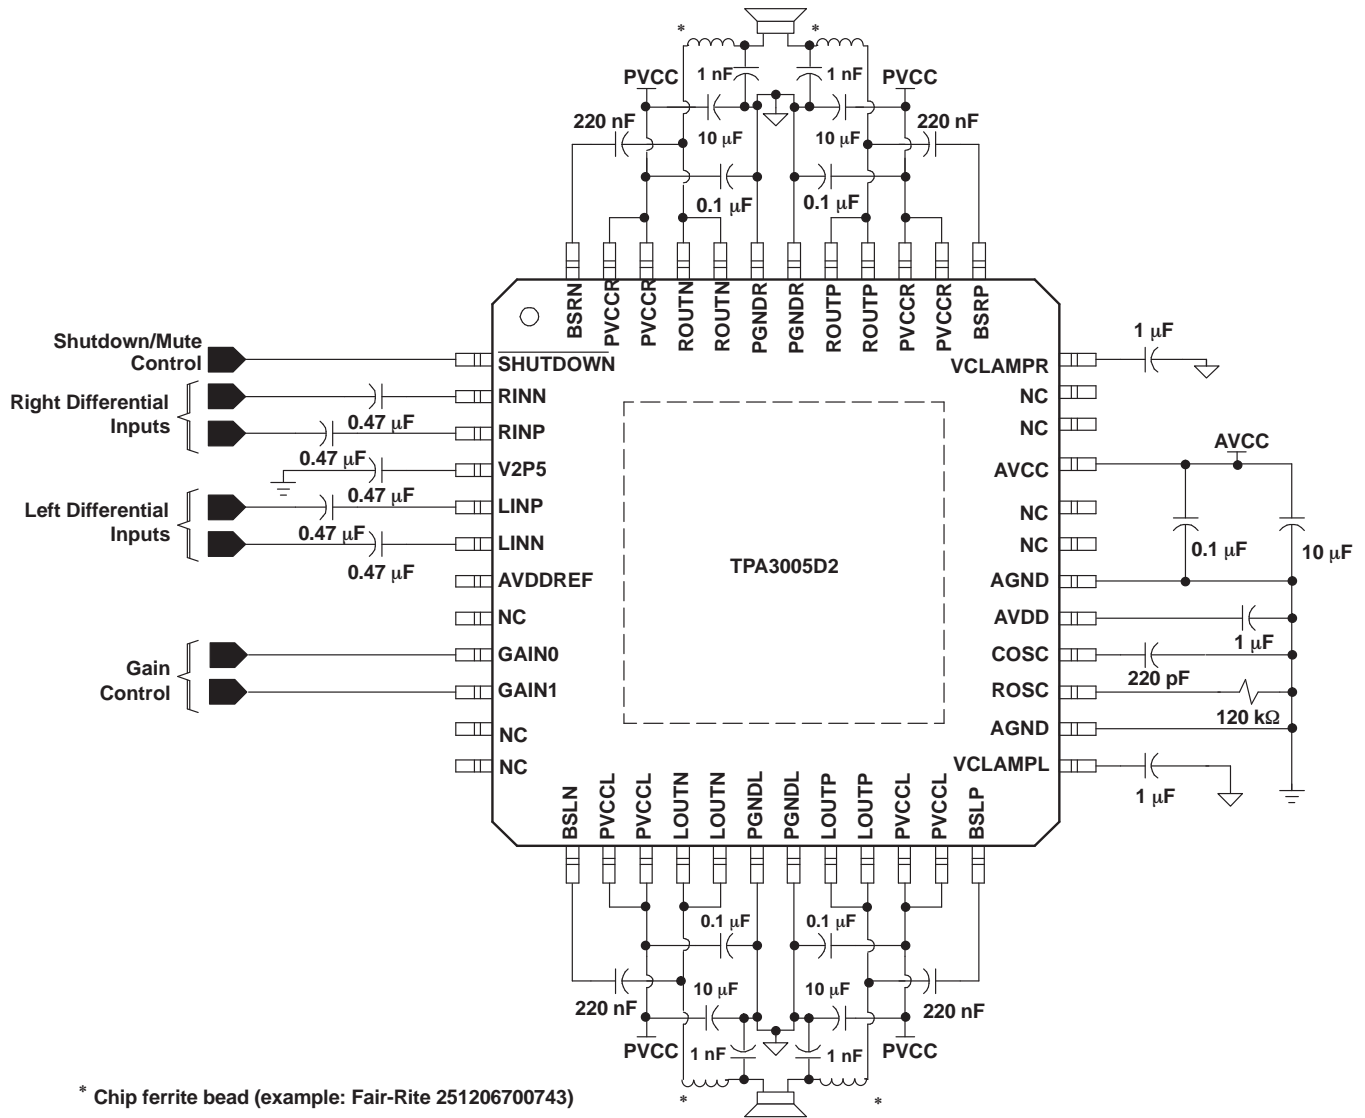 *
*
1 nF
1 nF
PVCC
PVCC
220 nF
10 µF
10 µF
220 nF
0.1 µF
0.1 µF
BSRN
PVCCR
PVCCR
ROUTN
ROUTN
PGNDR
PGNDR
ROUTP
ROUTP
PVCCR
PVCCR
BSRP
Shutdown/Mute
Control
SHUTDOWN
Right Differential
Inputs
RINN
0.47 µF
RINP
0.47 µF
V2P5
0.47 µF
Left Differential
Inputs
LINP
0.47 µF
LINN
0.47 µF
AVDDREF
NC
Gain
Control
GAIN0
GAIN1
NC
NC
TPA3005D2
1 µF
VCLAMPR
NC
NC
AVCC
AVCC
NC
NC
0.1 µF
10 µF
AGND
AVDD
1 µF
COSC
220 pF
ROSC
120 kΩ
AGND
VCLAMPL
1 µF
BSLN
PVCCL
PVCCL
LOUTN
LOUTN
PGNDL
PGNDL
LOUTP
LOUTP
PVCCL
PVCCL
BSLP
0.1 µF
0.1 µF
220 nF
10 µF
10 µF
220 nF
PVCC
1 nF
1 nF
PVCC
*
*
* Chip ferrite bead (example: Fair-Rite 251206700743)